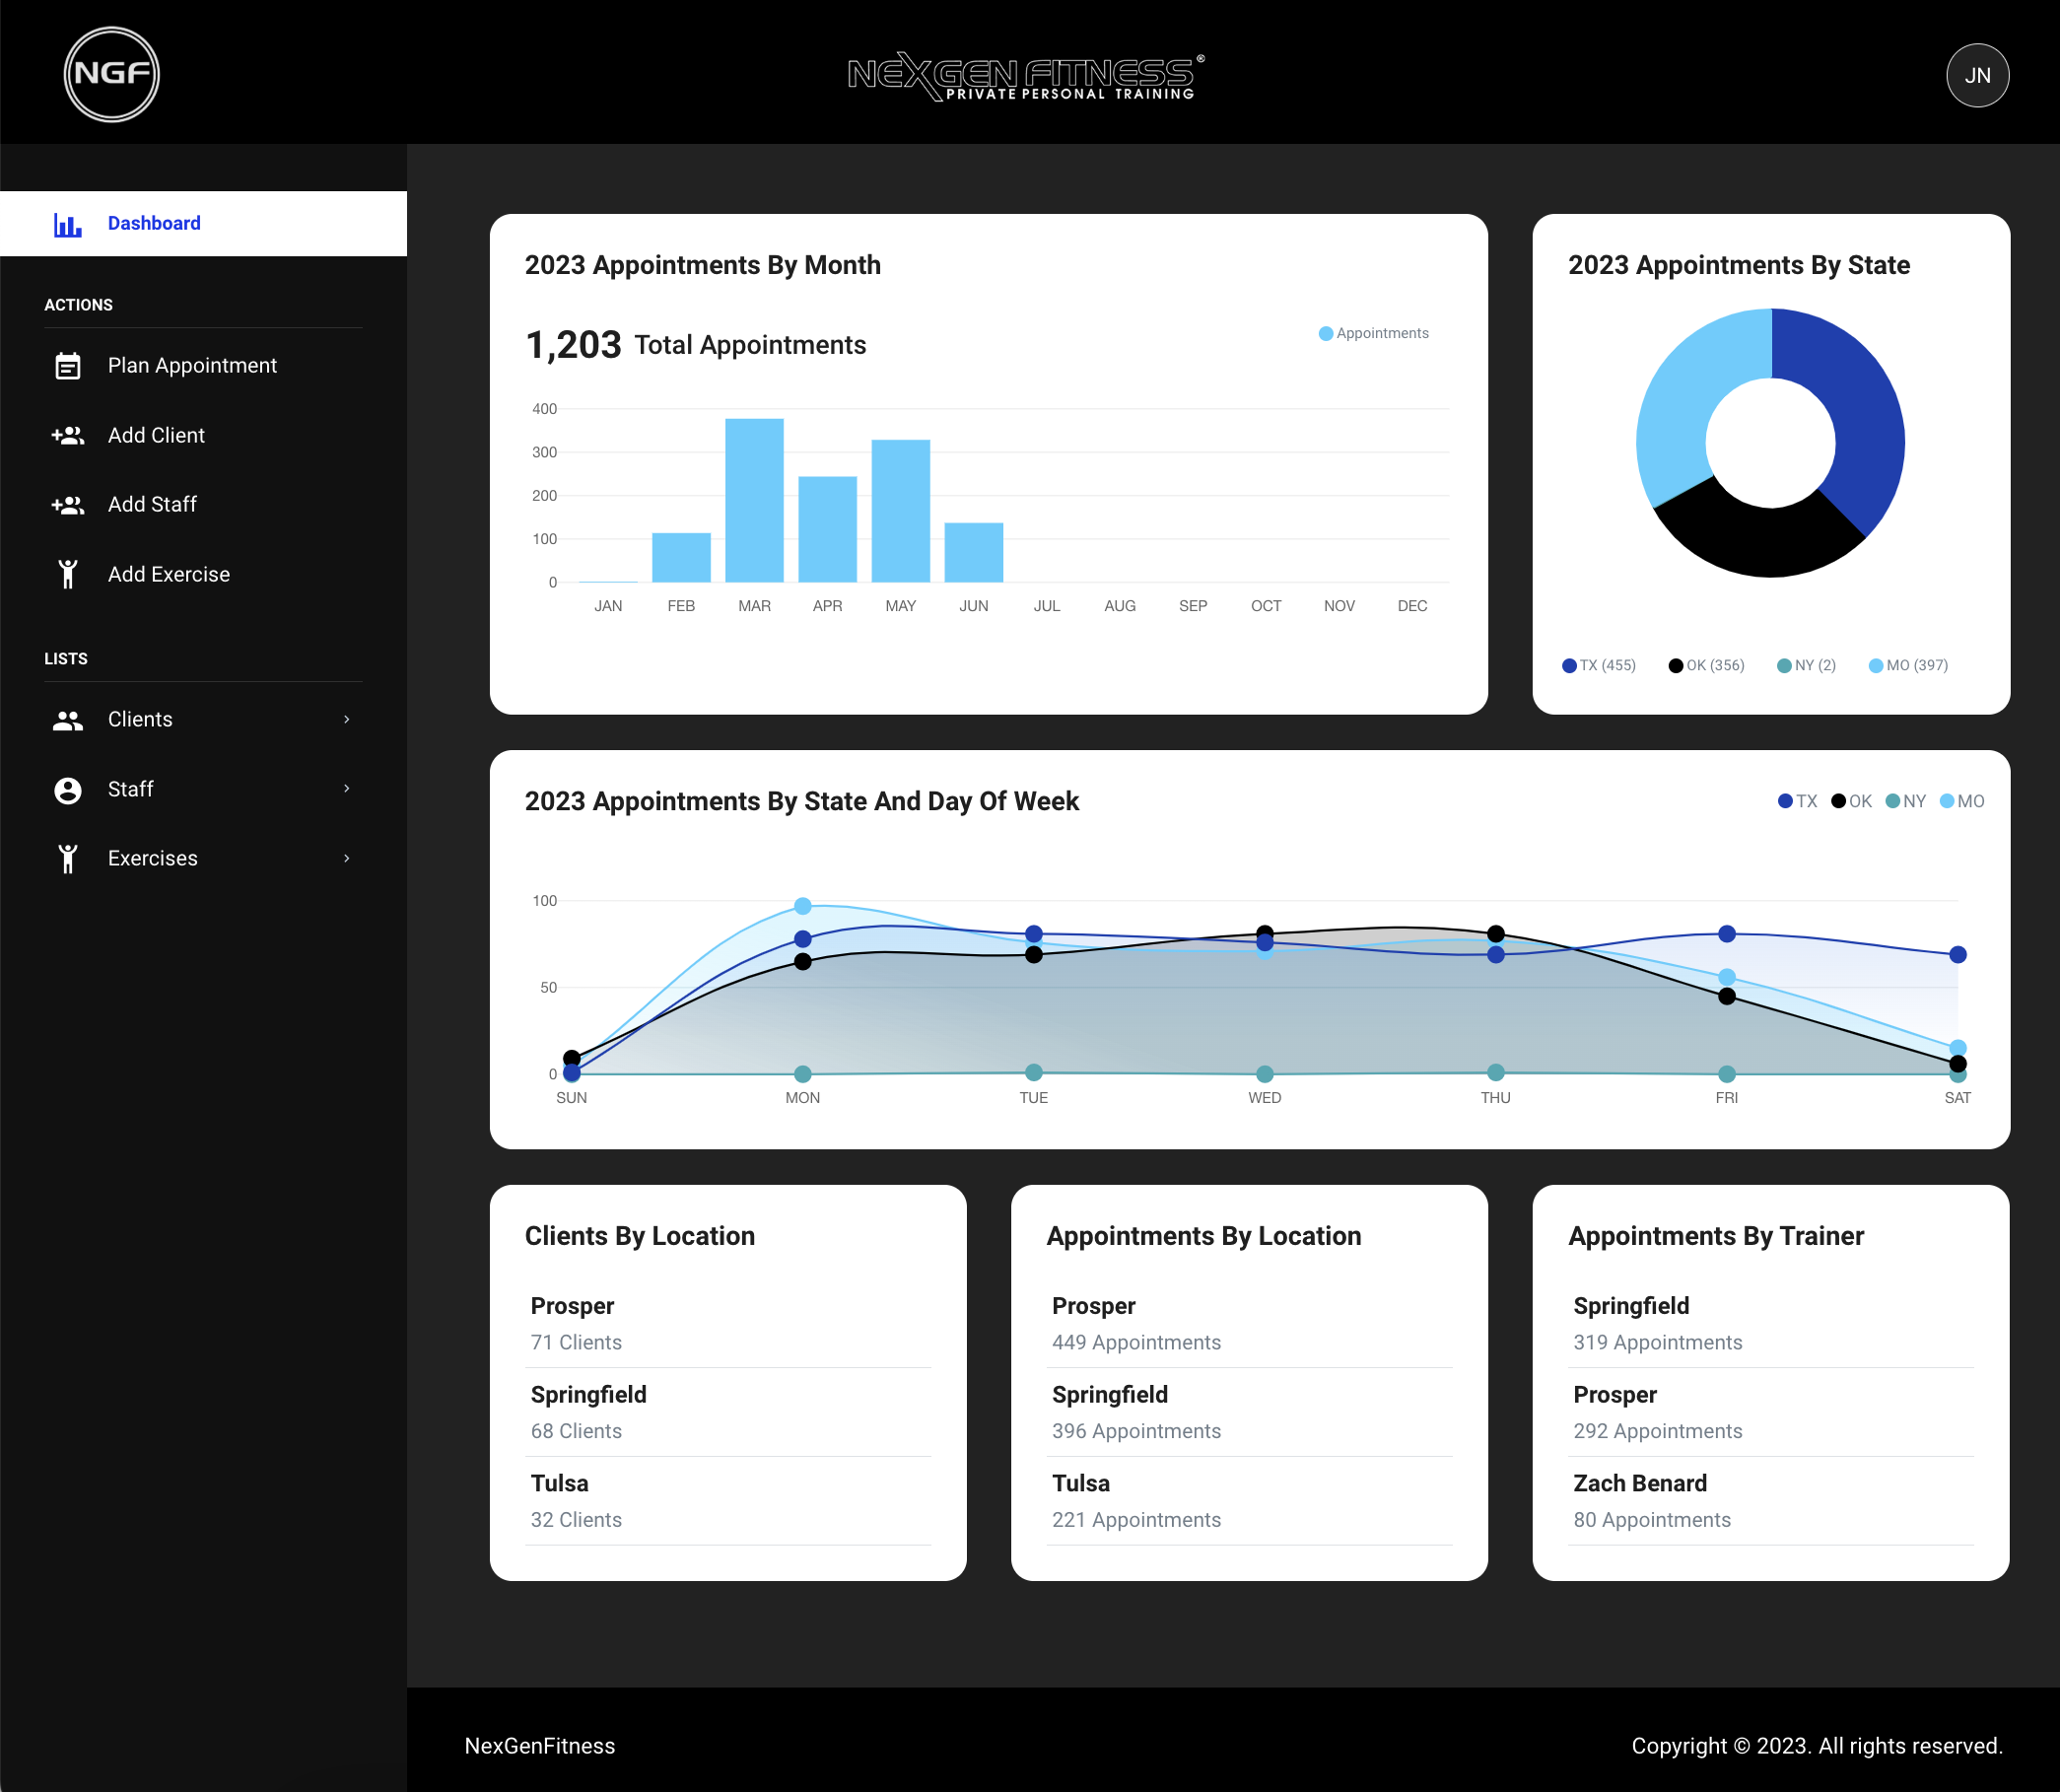 NGF
NEXGEN FITNESS®
PRIVATE PERSONAL TRAINING
JN
Dashboard
ACTIONS
Plan Appointment
Add Client
Add Staff
Add Exercise
LISTS
Clients
Staff
Exercises
2023 Appointments By Month
1,203 Total Appointments
Appointments
400
300
200
100
0
JAN FEB MAR APR MAY JUN JUL AUG SEP OCT NOV DEC
2023 Appointments By State
TX (455) OK (356) NY (2) MO (397)
2023 Appointments By State And Day Of Week
TX OK NY MO
100
50
0
SUN MON TUE WED THU FRI SAT
Clients By Location
Prosper
71 Clients
Springfield
68 Clients
Tulsa
32 Clients
Appointments By Location
Prosper
449 Appointments
Springfield
396 Appointments
Tulsa
221 Appointments
Appointments By Trainer
Springfield
319 Appointments
Prosper
292 Appointments
Zach Benard
80 Appointments
NexGenFitness
Copyright © 2023. All rights reserved.